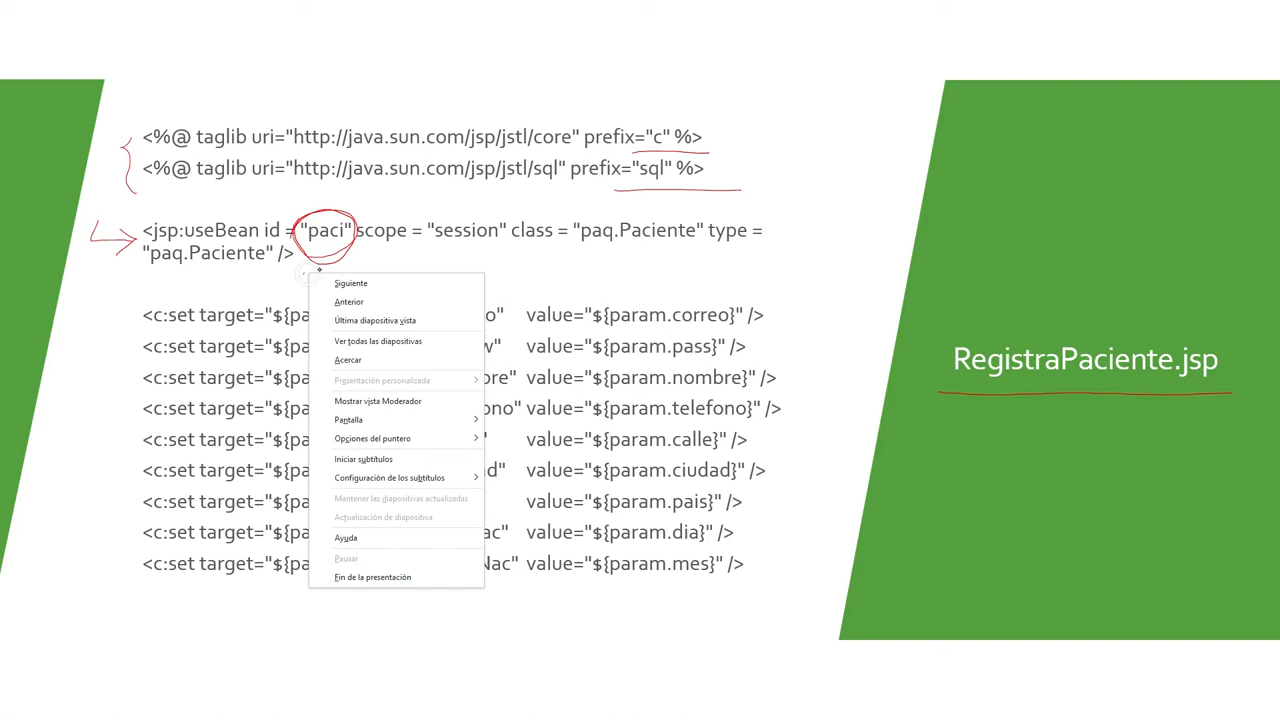 <%@ taglib uri="http://java.sun.com/jsp/jstl/core" prefix="c" %>
<%@ taglib uri="http://java.sun.com/jsp/jstl/sql" prefix="sql" %>
<jsp:useBean id = "paci" scope = "session" class = "paq.Paciente" type =
"paq.Paciente" />
<c:set target="${pa o" value="${param.correo}" />
<c:set target="${pa w" value="${param.pass}" />
<c:set target="${pa ore" value="${param.nombre}" />
<c:set target="${pa ono" value="${param.telefono}" />
<c:set target="${pa " value="${param.calle}" />
<c:set target="${pa ad" value="${param.ciudad}" />
<c:set target="${pa value="${param.pais}" />
<c:set target="${pa ac" value="${param.dia}" />
<c:set target="${pa Nac" value="${param.mes}" />
Siguiente
Anterior
Última diapositiva vista
Ver todas las diapositivas
Acercar
Presentación personalizada
Mostrar vista Moderador
Pantalla
Opciones del puntero
Iniciar subtítulos
Configuración de los subtítulos
Mantener las diapositivas actualizadas
Actualización de diapositiva
Ayuda
Pausar
Fin de la presentación
RegistraPaciente.jsp